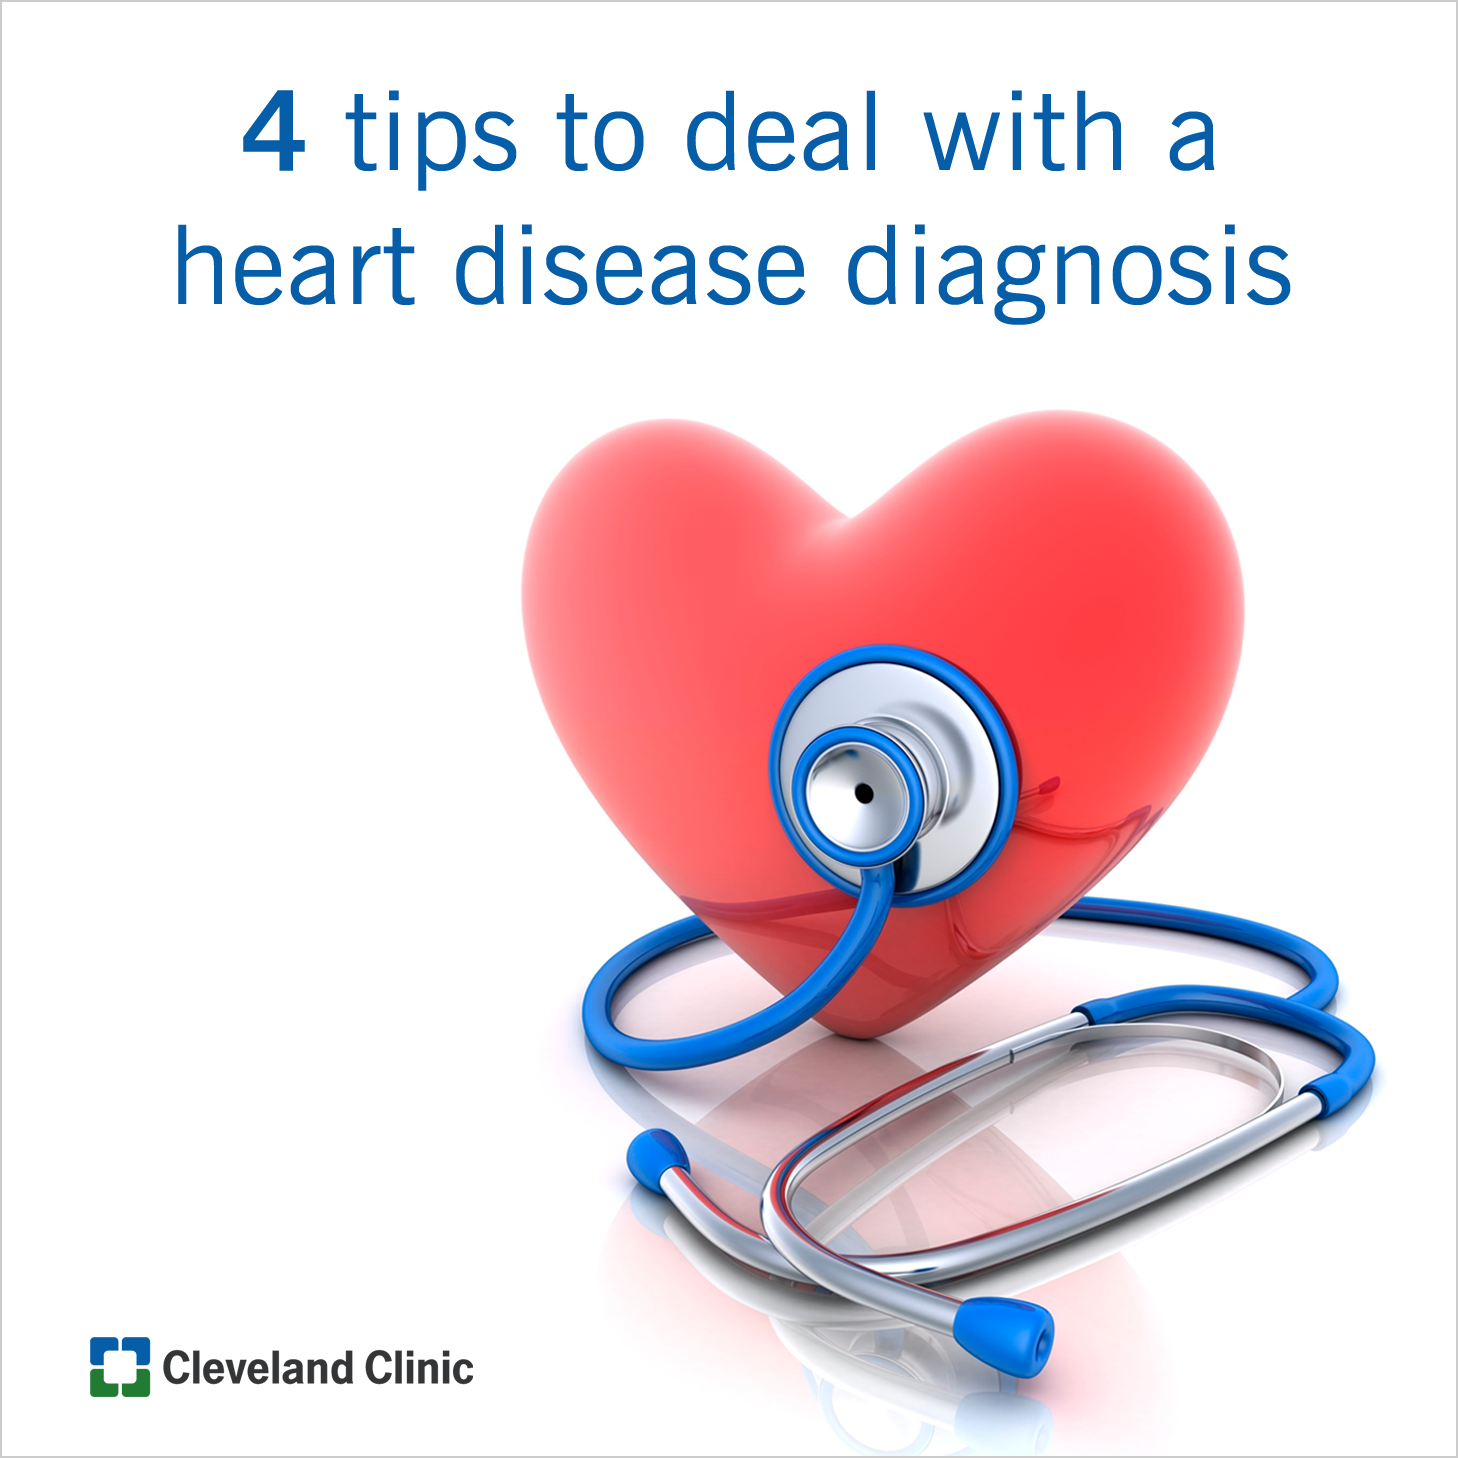 4 tips to deal with a
heart disease diagnosis
Cleveland Clinic